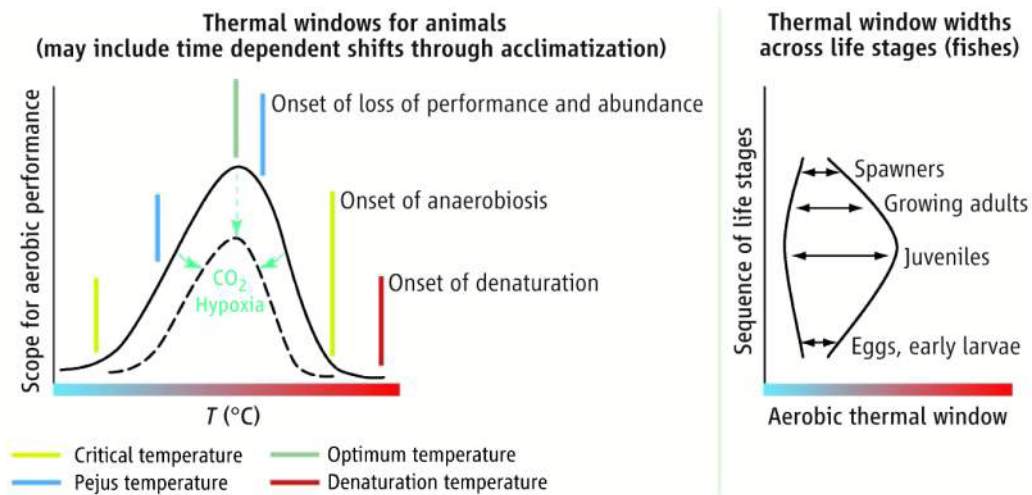 Thermal windows for animals
(may include time dependent shifts through acclimatization)
Scope for aerobic performance
Onset of loss of performance and abundance
Onset of anaerobiosis
Onset of denaturation
CO2
Hypoxia
T (°C)
Critical temperature
Pejus temperature
Optimum temperature
Denaturation temperature
Thermal window widths
across life stages (fishes)
Sequence of life stages
Spawners
Growing adults
Juveniles
Eggs, early larvae
Aerobic thermal window